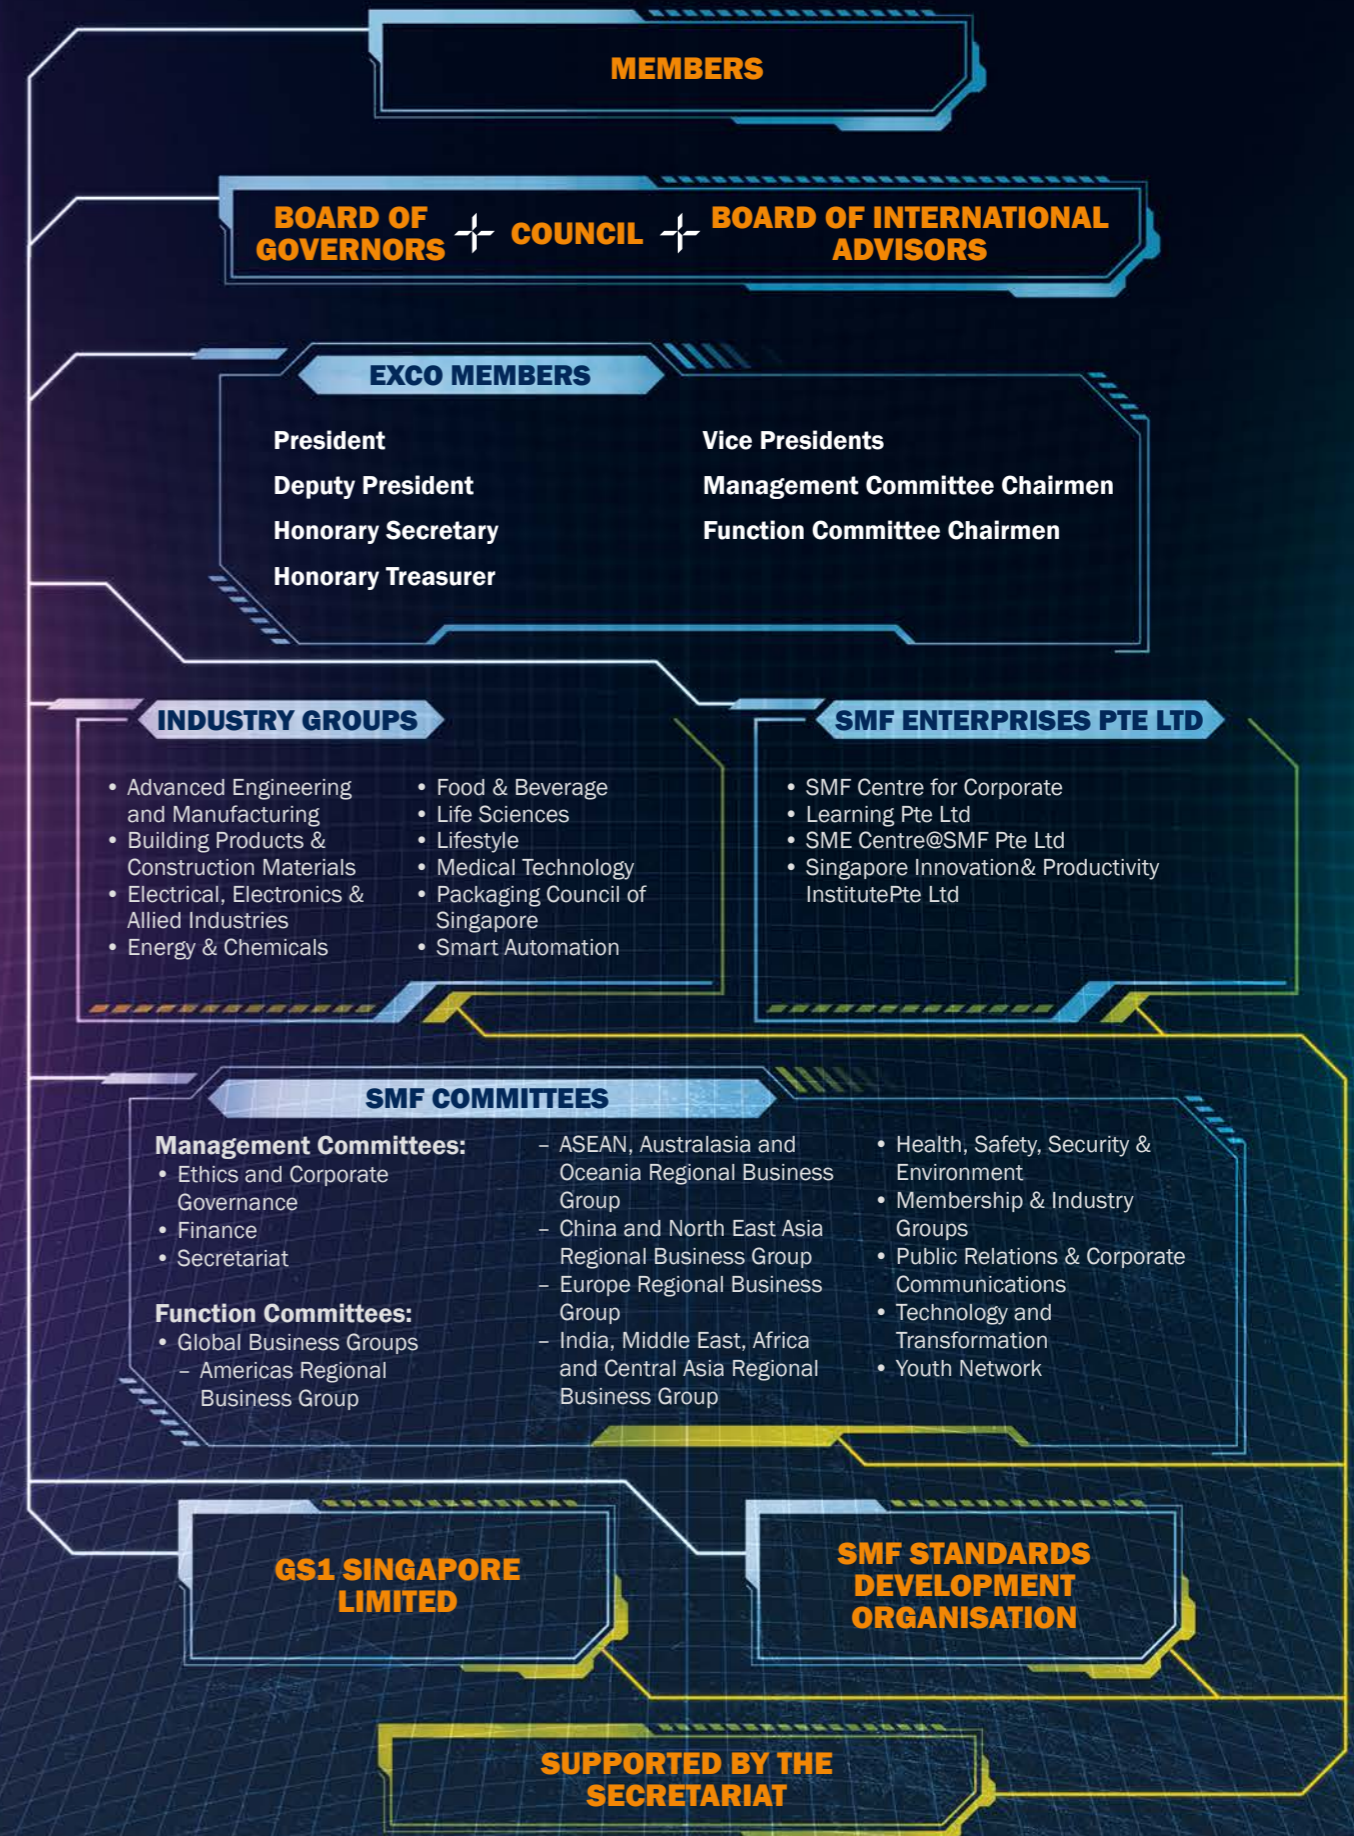 MEMBERS
BOARD OF
GOVERNORS
COUNCIL
BOARD OF INTERNATIONAL
ADVISORS
EXCO MEMBERS
President
Deputy President
Honorary Secretary
Honorary Treasurer
Vice Presidents
Management Committee Chairmen
Function Committee Chairmen
INDUSTRY GROUPS
• Advanced Engineering
and Manufacturing
• Building Products &
Construction Materials
• Electrical, Electronics &
Allied Industries
• Energy & Chemicals
• Food & Beverage
• Life Sciences
• Lifestyle
• Medical Technology
• Packaging Council of
Singapore
• Smart Automation
SMF ENTERPRISES PTE LTD
• SMF Centre for Corporate
• Learning Pte Ltd
• SME Centre@SMF Pte Ltd
• Singapore Innovation& Productivity
InstitutePte Ltd
SMF COMMITTEES
Management Committees:
• Ethics and Corporate
Governance
• Finance
• Secretariat
Function Committees:
• Global Business Groups
– Americas Regional
Business Group
– ASEAN, Australasia and
Oceania Regional Business
Group
– China and North East Asia
Regional Business Group
– Europe Regional Business
Group
– India, Middle East, Africa
and Central Asia Regional
Business Group
• Health, Safety, Security &
Environment
• Membership & Industry
Groups
• Public Relations & Corporate
Communications
• Technology and
Transformation
• Youth Network
GS1 SINGAPORE
LIMITED
SMF STANDARDS
DEVELOPMENT
ORGANISATION
SUPPORTED BY THE
SECRETARIAT